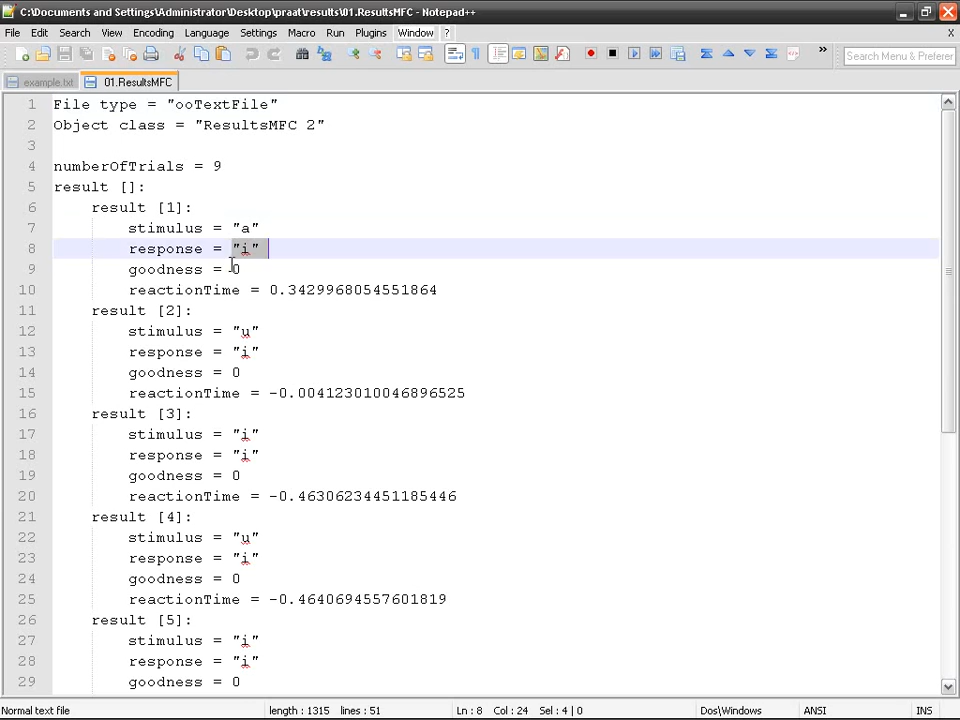 C:\Documents and Settings\Administrator\Desktop\praat\results\01.ResultsMFC - Notepad++
File Edit Search View Encoding Language Settings Macro Run Plugins Window ? X
» Search Menu & Preferer
example.txt 01.ResultsMFC
1 File type = "ooTextFile"
2 Object class = "ResultsMFC 2"
3
4 numberOfTrials = 9
5 result []:
6 result [1]:
7 stimulus = "a"
8 response = "i"
9 goodness = 0
10 reactionTime = 0.3429968054551864
11 result [2]:
12 stimulus = "u"
13 response = "i"
14 goodness = 0
15 reactionTime = -0.004123010046896525
16 result [3]:
17 stimulus = "i"
18 response = "i"
19 goodness = 0
20 reactionTime = -0.46306234451185446
21 result [4]:
22 stimulus = "u"
23 response = "i"
24 goodness = 0
25 reactionTime = -0.4640694557601819
26 result [5]:
27 stimulus = "i"
28 response = "i"
29 goodness = 0
Normal text file length : 1315 lines : 51 Ln : 8 Col : 24 Sel : 4 | 0 Dos\Windows ANSI INS